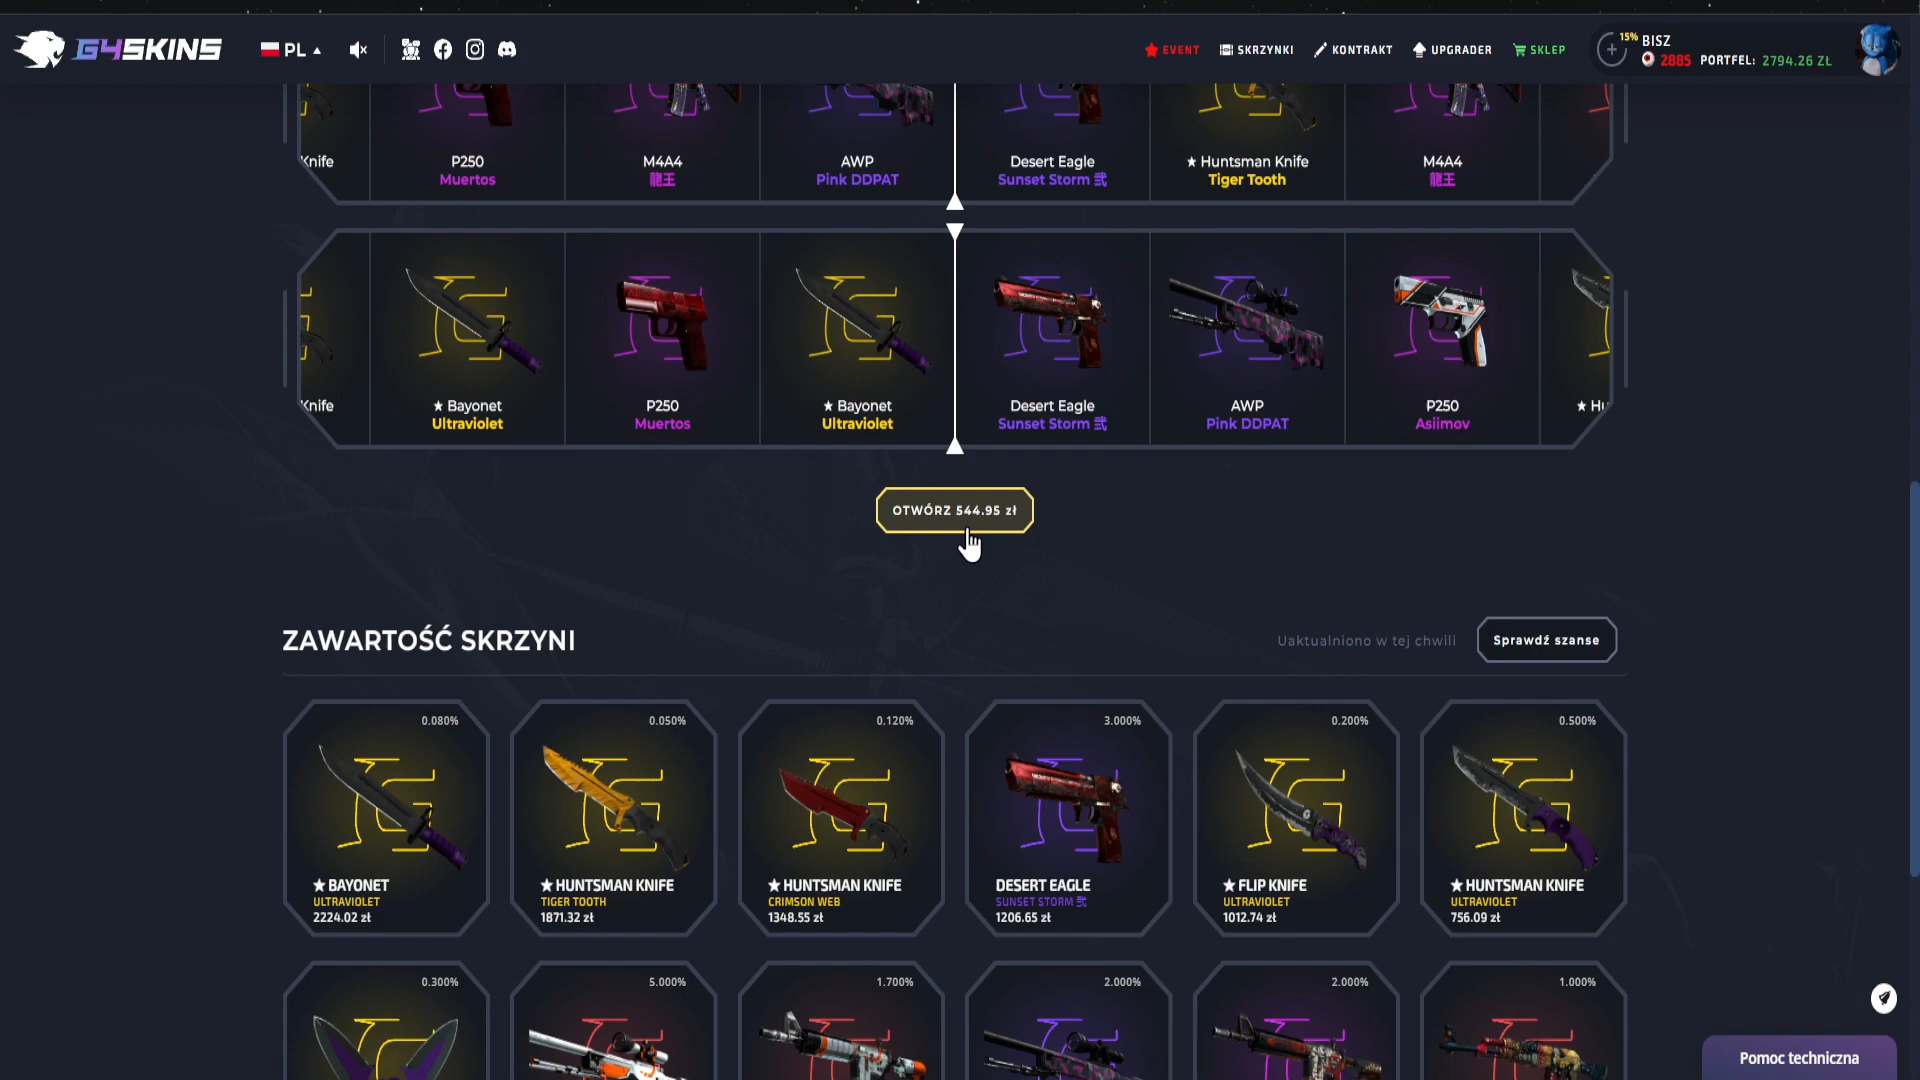 G4SKINS
PL
EVENT
SKRZYNKI
KONTRAKT
UPGRADER
SKLEP
15%
BISZ
2885
PORTFEL: 2794.26 ZŁ
Knife
P250
Muertos
M4A4
龍王
AWP
Pink DDPAT
Desert Eagle
Sunset Storm 弐
★ Huntsman Knife
Tiger Tooth
M4A4
龍王
Knife
★ Bayonet
Ultraviolet
P250
Muertos
★ Bayonet
Ultraviolet
Desert Eagle
Sunset Storm 弐
AWP
Pink DDPAT
P250
Asiimov
★ Hu
OTWÓRZ 544.95 zł
ZAWARTOŚĆ SKRZYNI
Uaktualniono w tej chwili
Sprawdź szanse
0.080%
★ BAYONET
ULTRAVIOLET
2224.02 zł
0.050%
★ HUNTSMAN KNIFE
TIGER TOOTH
1871.32 zł
0.120%
★ HUNTSMAN KNIFE
CRIMSON WEB
1348.55 zł
3.000%
DESERT EAGLE
SUNSET STORM 弐
1206.65 zł
0.200%
★ FLIP KNIFE
ULTRAVIOLET
1012.74 zł
0.500%
★ HUNTSMAN KNIFE
ULTRAVIOLET
756.09 zł
0.300%
5.000%
1.700%
2.000%
2.000%
1.000%
Pomoc techniczna